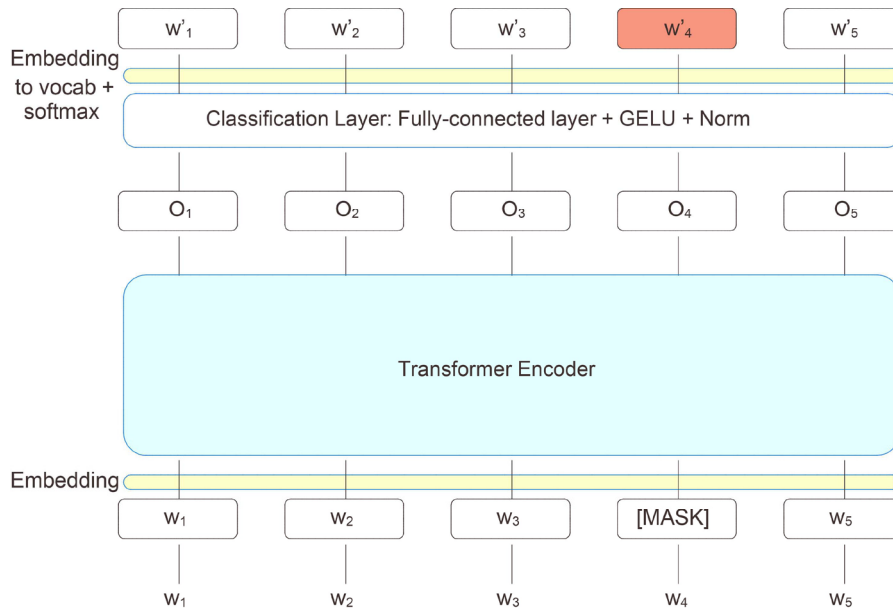 w'₁ w'₂ w'₃ w'₄ w'₅
Embedding
to vocab +
softmax
Classification Layer: Fully-connected layer + GELU + Norm
O₁ O₂ O₃ O₄ O₅
Transformer Encoder
Embedding
w₁ w₂ w₃ [MASK] w₅
w₁ w₂ w₃ w₄ w₅